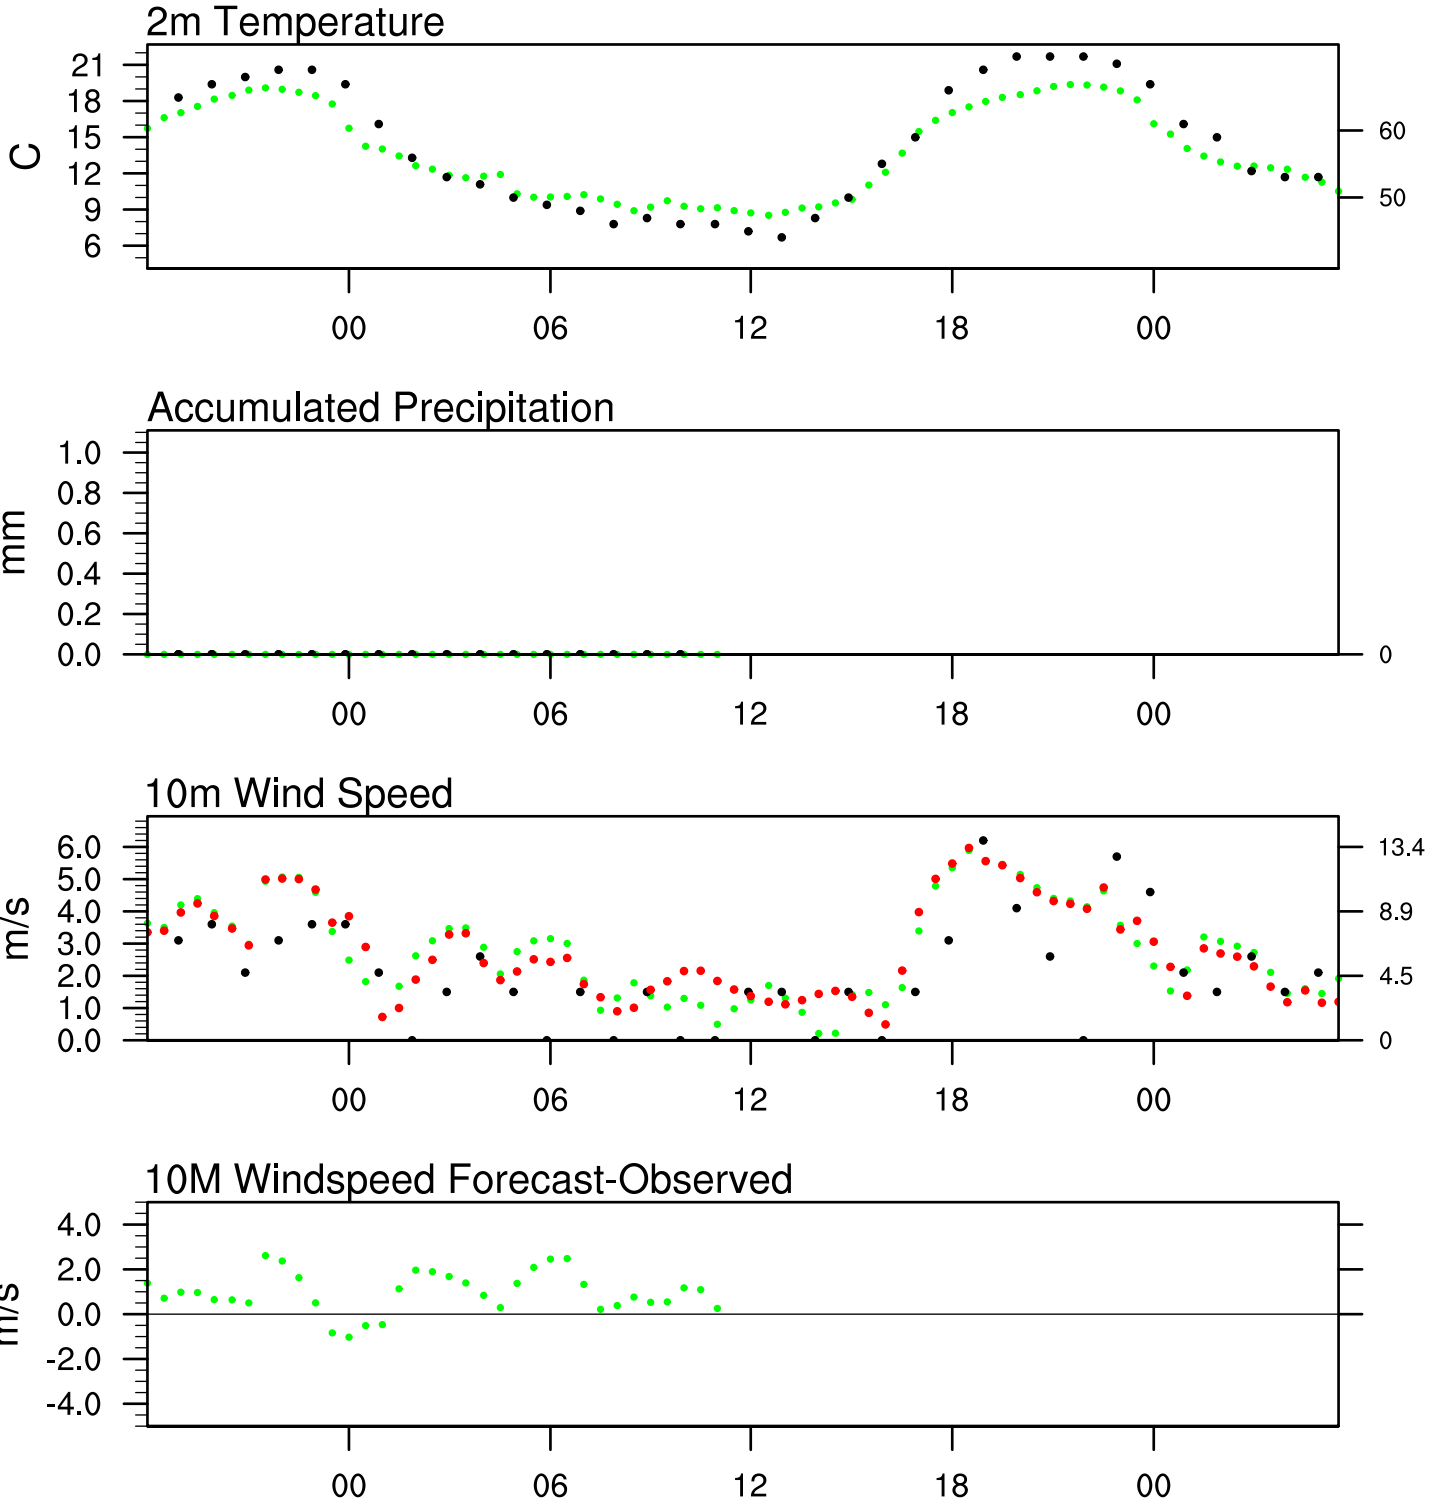 2m Temperature
21
18
15
12
9
6
C
60
50
00 06 12 18 00
Accumulated Precipitation
1.0
0.8
0.6
0.4
0.2
0.0
mm
0
00 06 12 18 00
10m Wind Speed
6.0
5.0
4.0
3.0
2.0
1.0
0.0
m/s
13.4
8.9
4.5
0
00 06 12 18 00
10M Windspeed Forecast-Observed
4.0
2.0
0.0
-2.0
-4.0
m/s
00 06 12 18 00